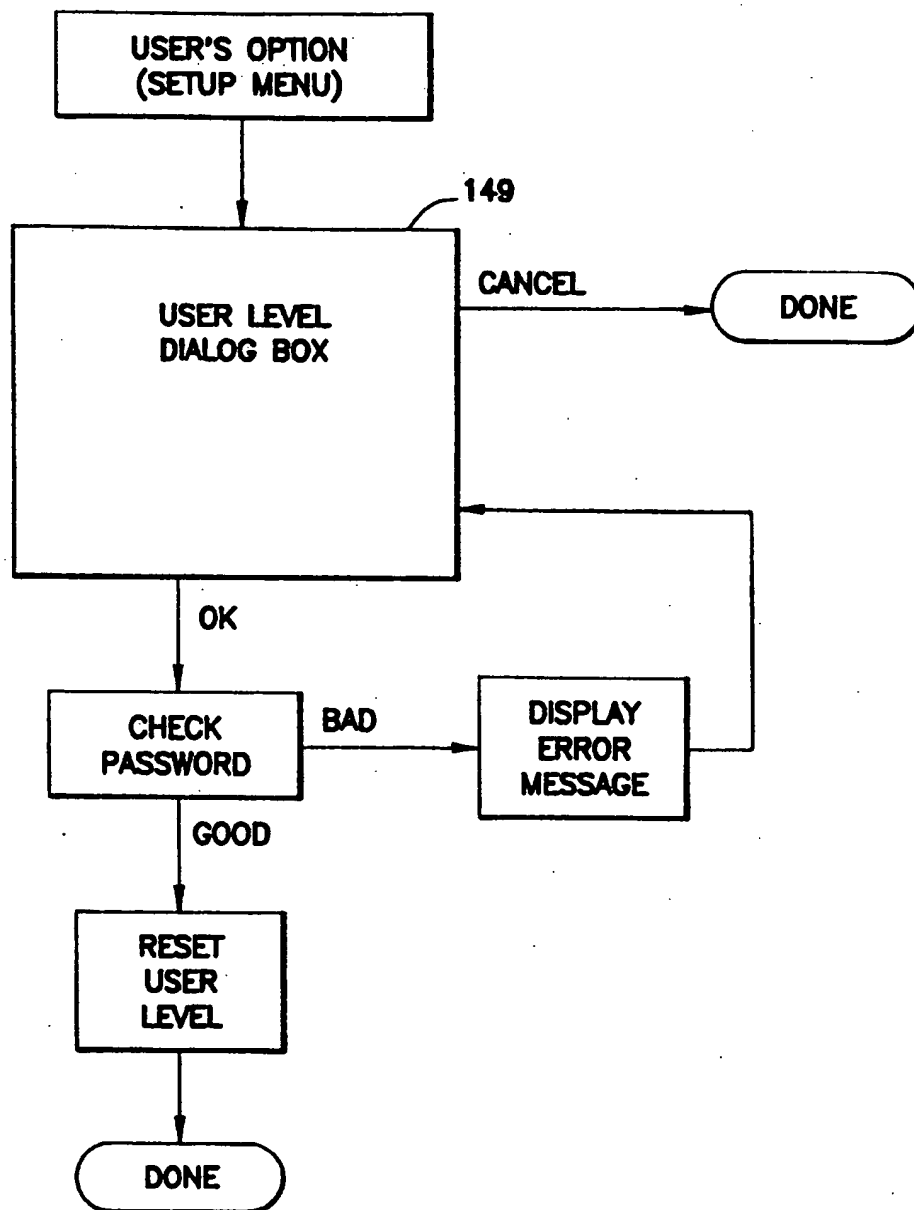 USER'S OPTION
(SETUP MENU)
149
CANCEL
DONE
USER LEVEL
DIALOG BOX
OK
CHECK
PASSWORD
BAD
DISPLAY
ERROR
MESSAGE
GOOD
RESET
USER
LEVEL
DONE